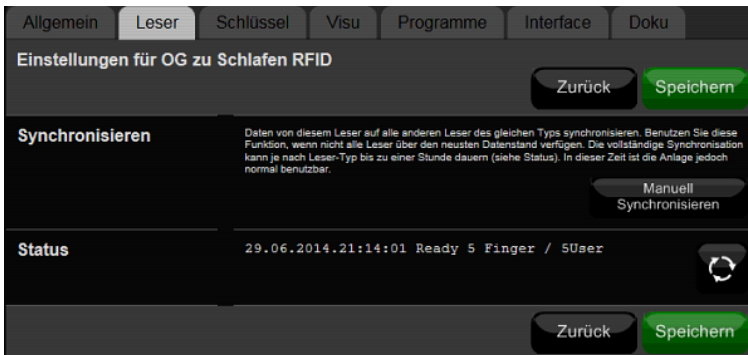 Allgemein Leser Schlüssel Visu Programme Interface Doku
Einstellungen für OG zu Schlafen RFID
Zurück Speichern
Synchronisieren
Daten von diesem Leser auf alle anderen Leser des gleichen Typs synchronisieren. Benutzen Sie diese
Funktion, wenn nicht alle Leser über den neusten Datenstand verfügen. Die vollständige Synchronisation
kann je nach Leser-Typ bis zu einer Stunde dauern (siehe Status). In dieser Zeit ist die Anlage jedoch
normal benutzbar.
Manuell
Synchronisieren
Status
29.06.2014.21:14:01 Ready 5 Finger / 5User
Zurück Speichern